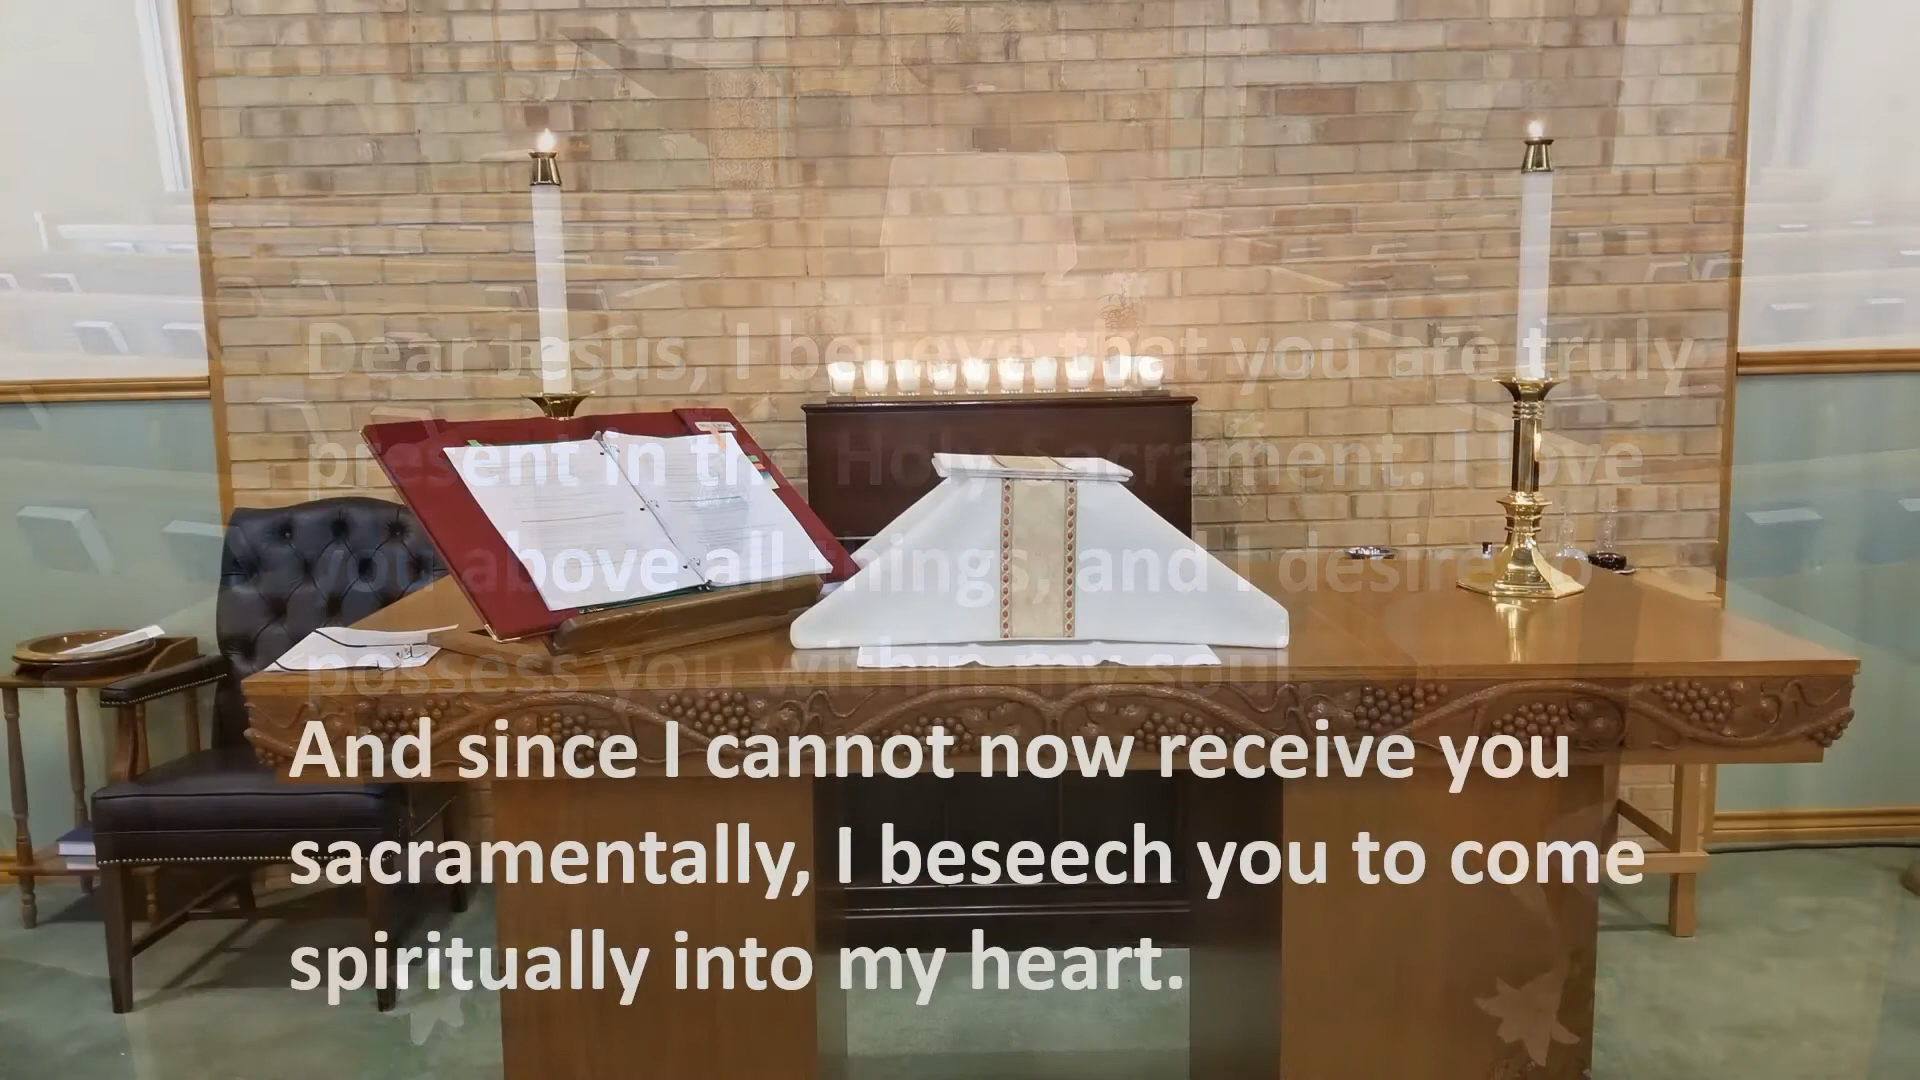 Dear Jesus, I believe that you are truly
present in the Holy Sacrament. I love
you above all things, and I desire to
possess you within my soul.
And since I cannot now receive you
sacramentally, I beseech you to come
spiritually into my heart.